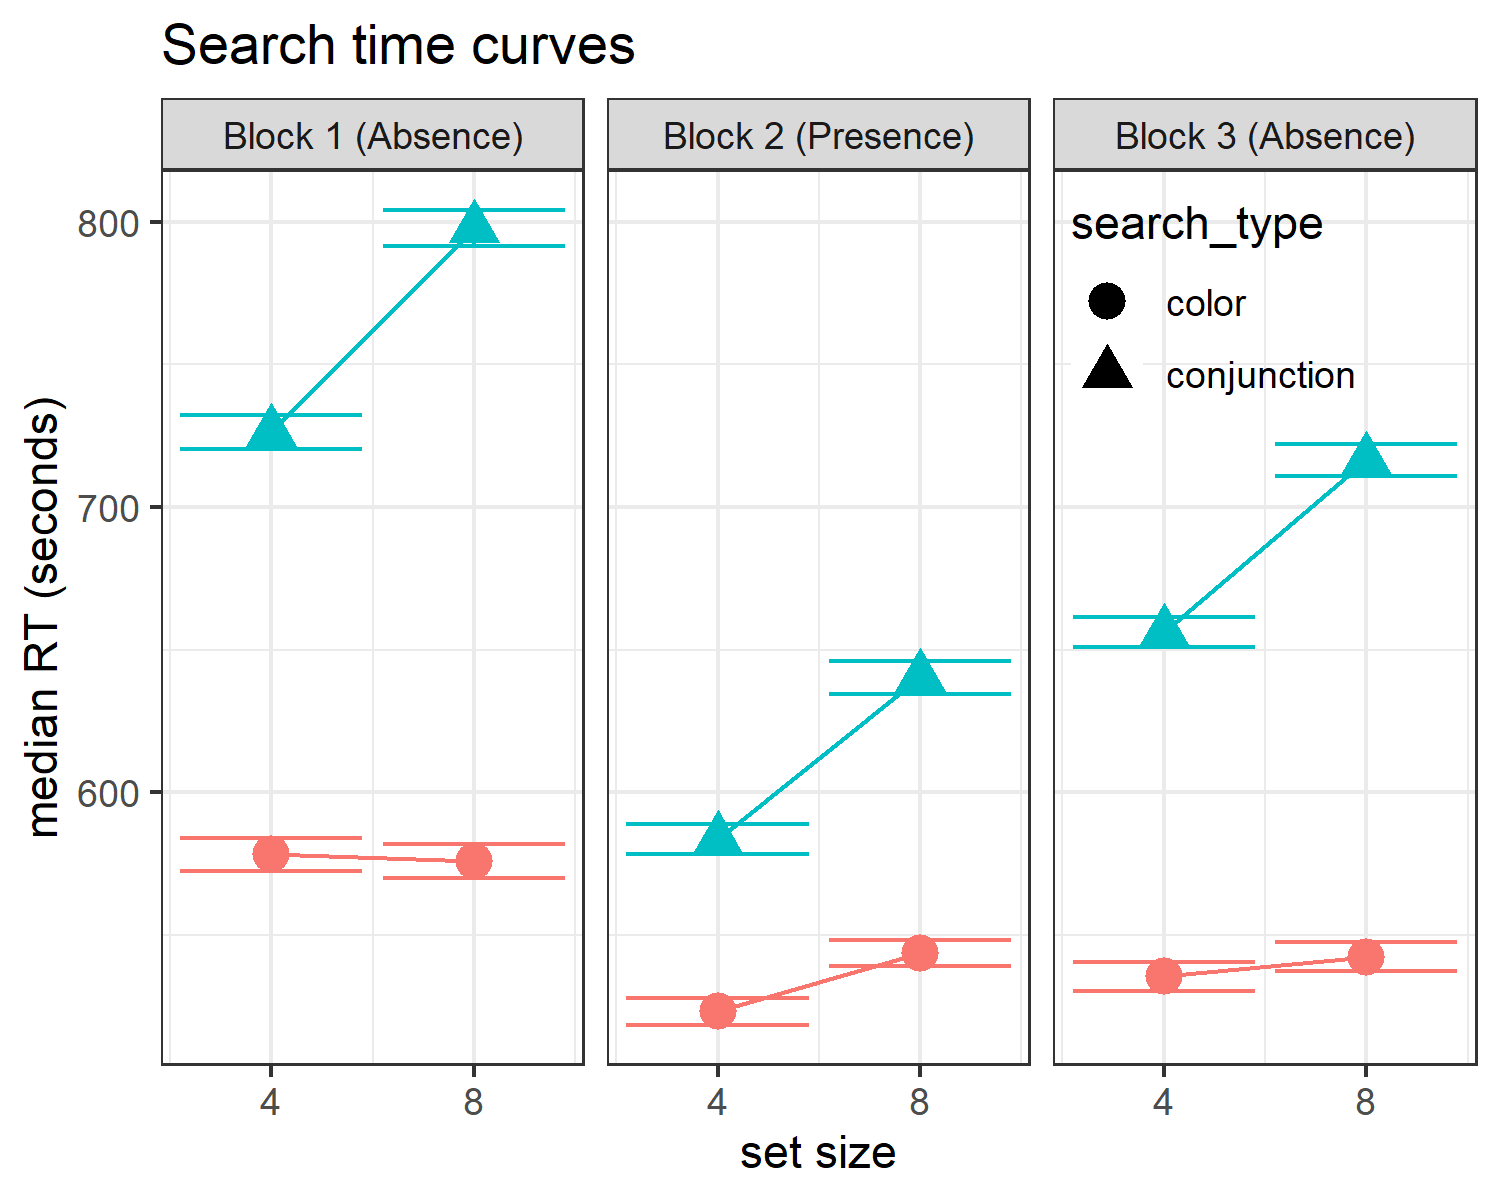 Search time curves
Block 1 (Absence)
Block 2 (Presence)
Block 3 (Absence)
search_type
color
conjunction
800
700
600
median RT (seconds)
4
8
4
8
4
8
set size